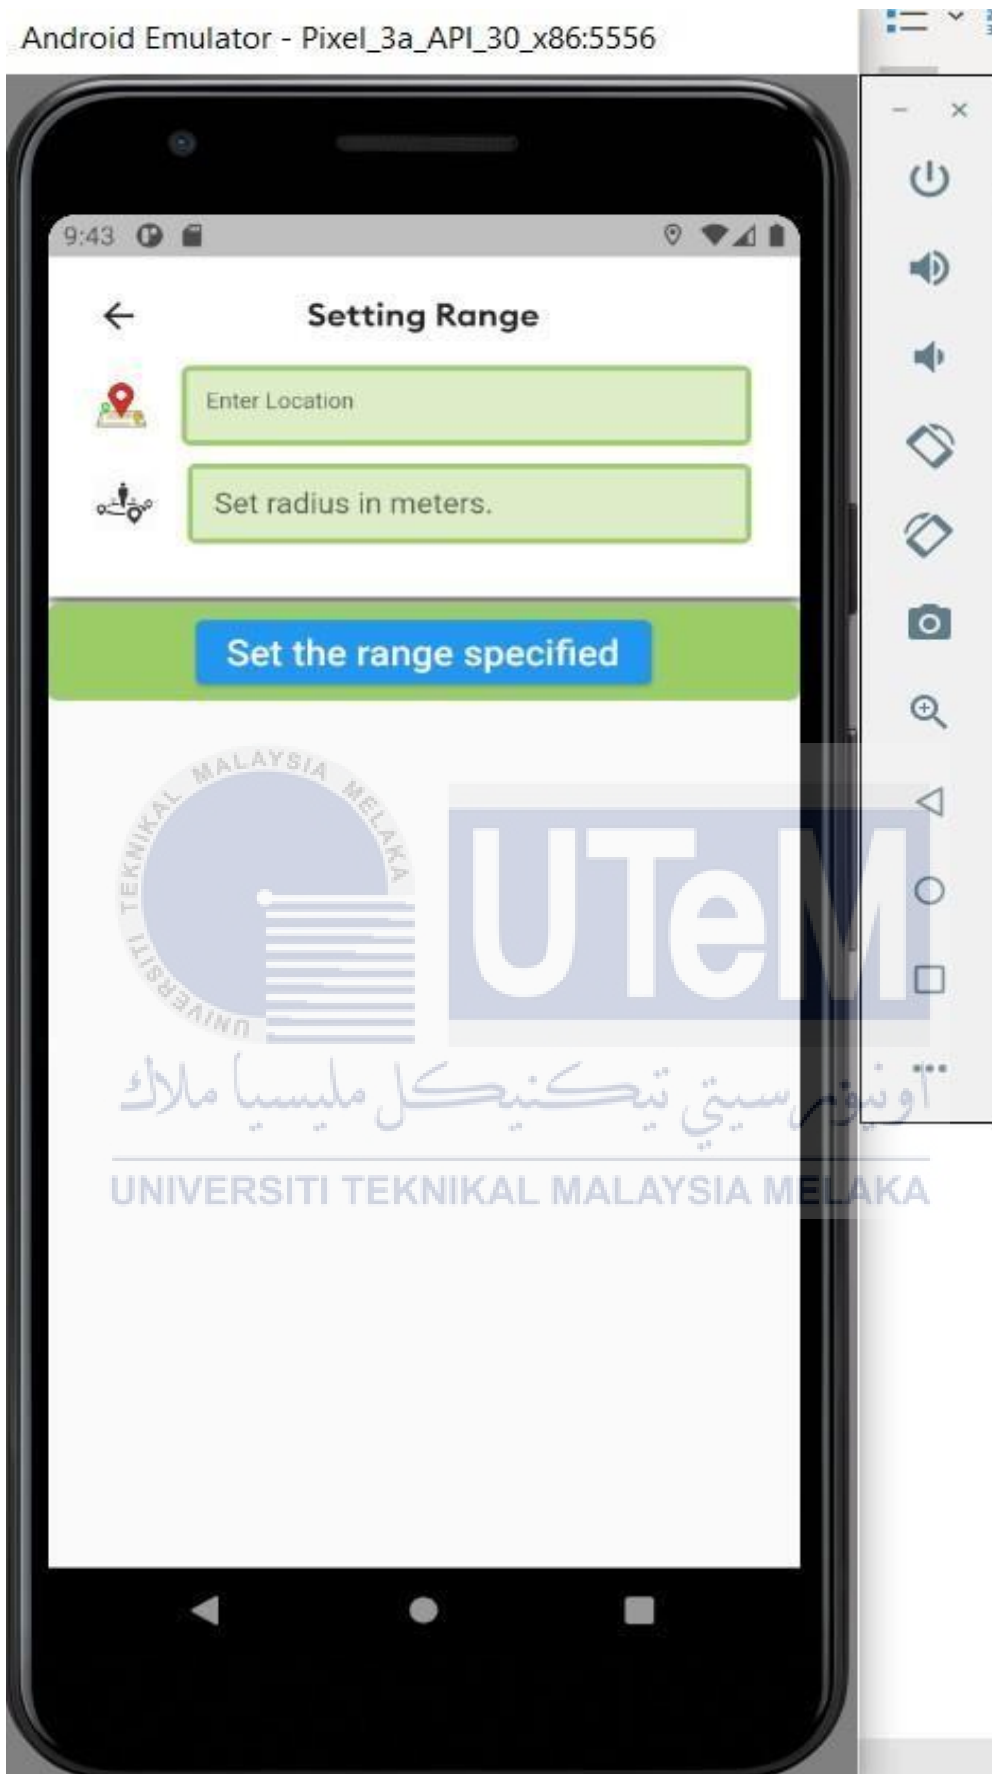 Android Emulator - Pixel_3a_API_30_x86:5556
9:43
Setting Range
Enter Location
Set radius in meters.
Set the range specified
UNIVERSITI TEKNIKAL MALAYSIA MELAKA
UTeM
اونيۏرسيتي تيكنيكل مليسيا ملاك
UNIVERSITI TEKNIKAL MALAYSIA MELAKA